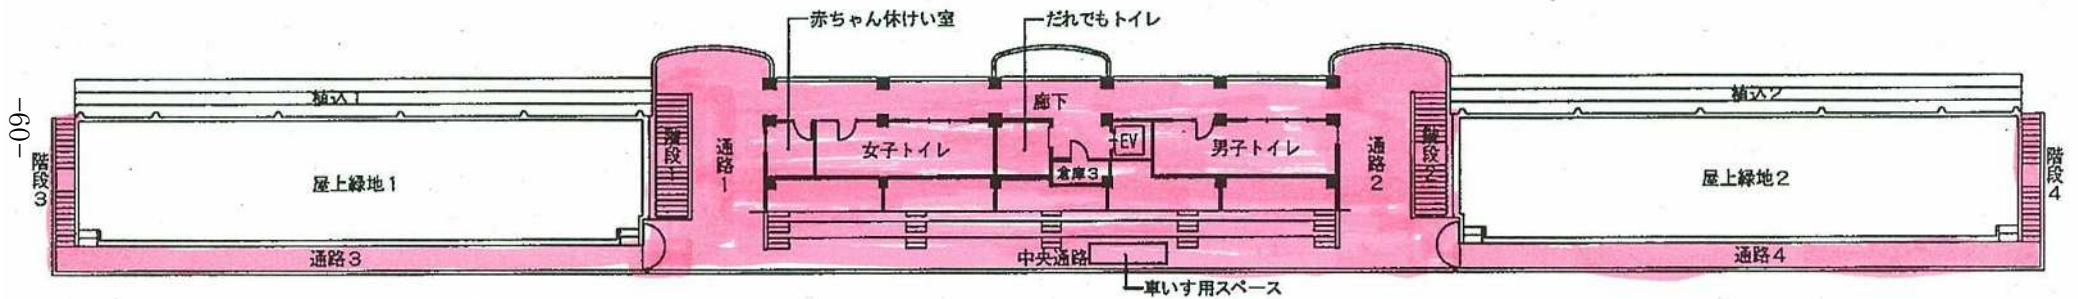 赤ちゃん休けい室
だれでもトイレ
植込1
植込2
廊下
-60-
階段3
階段1
通路1
女子トイレ
EV
男子トイレ
通路2
階段2
階段4
屋上緑地1
倉庫3
屋上緑地2
通路3
中央通路
通路4
車いす用スペース